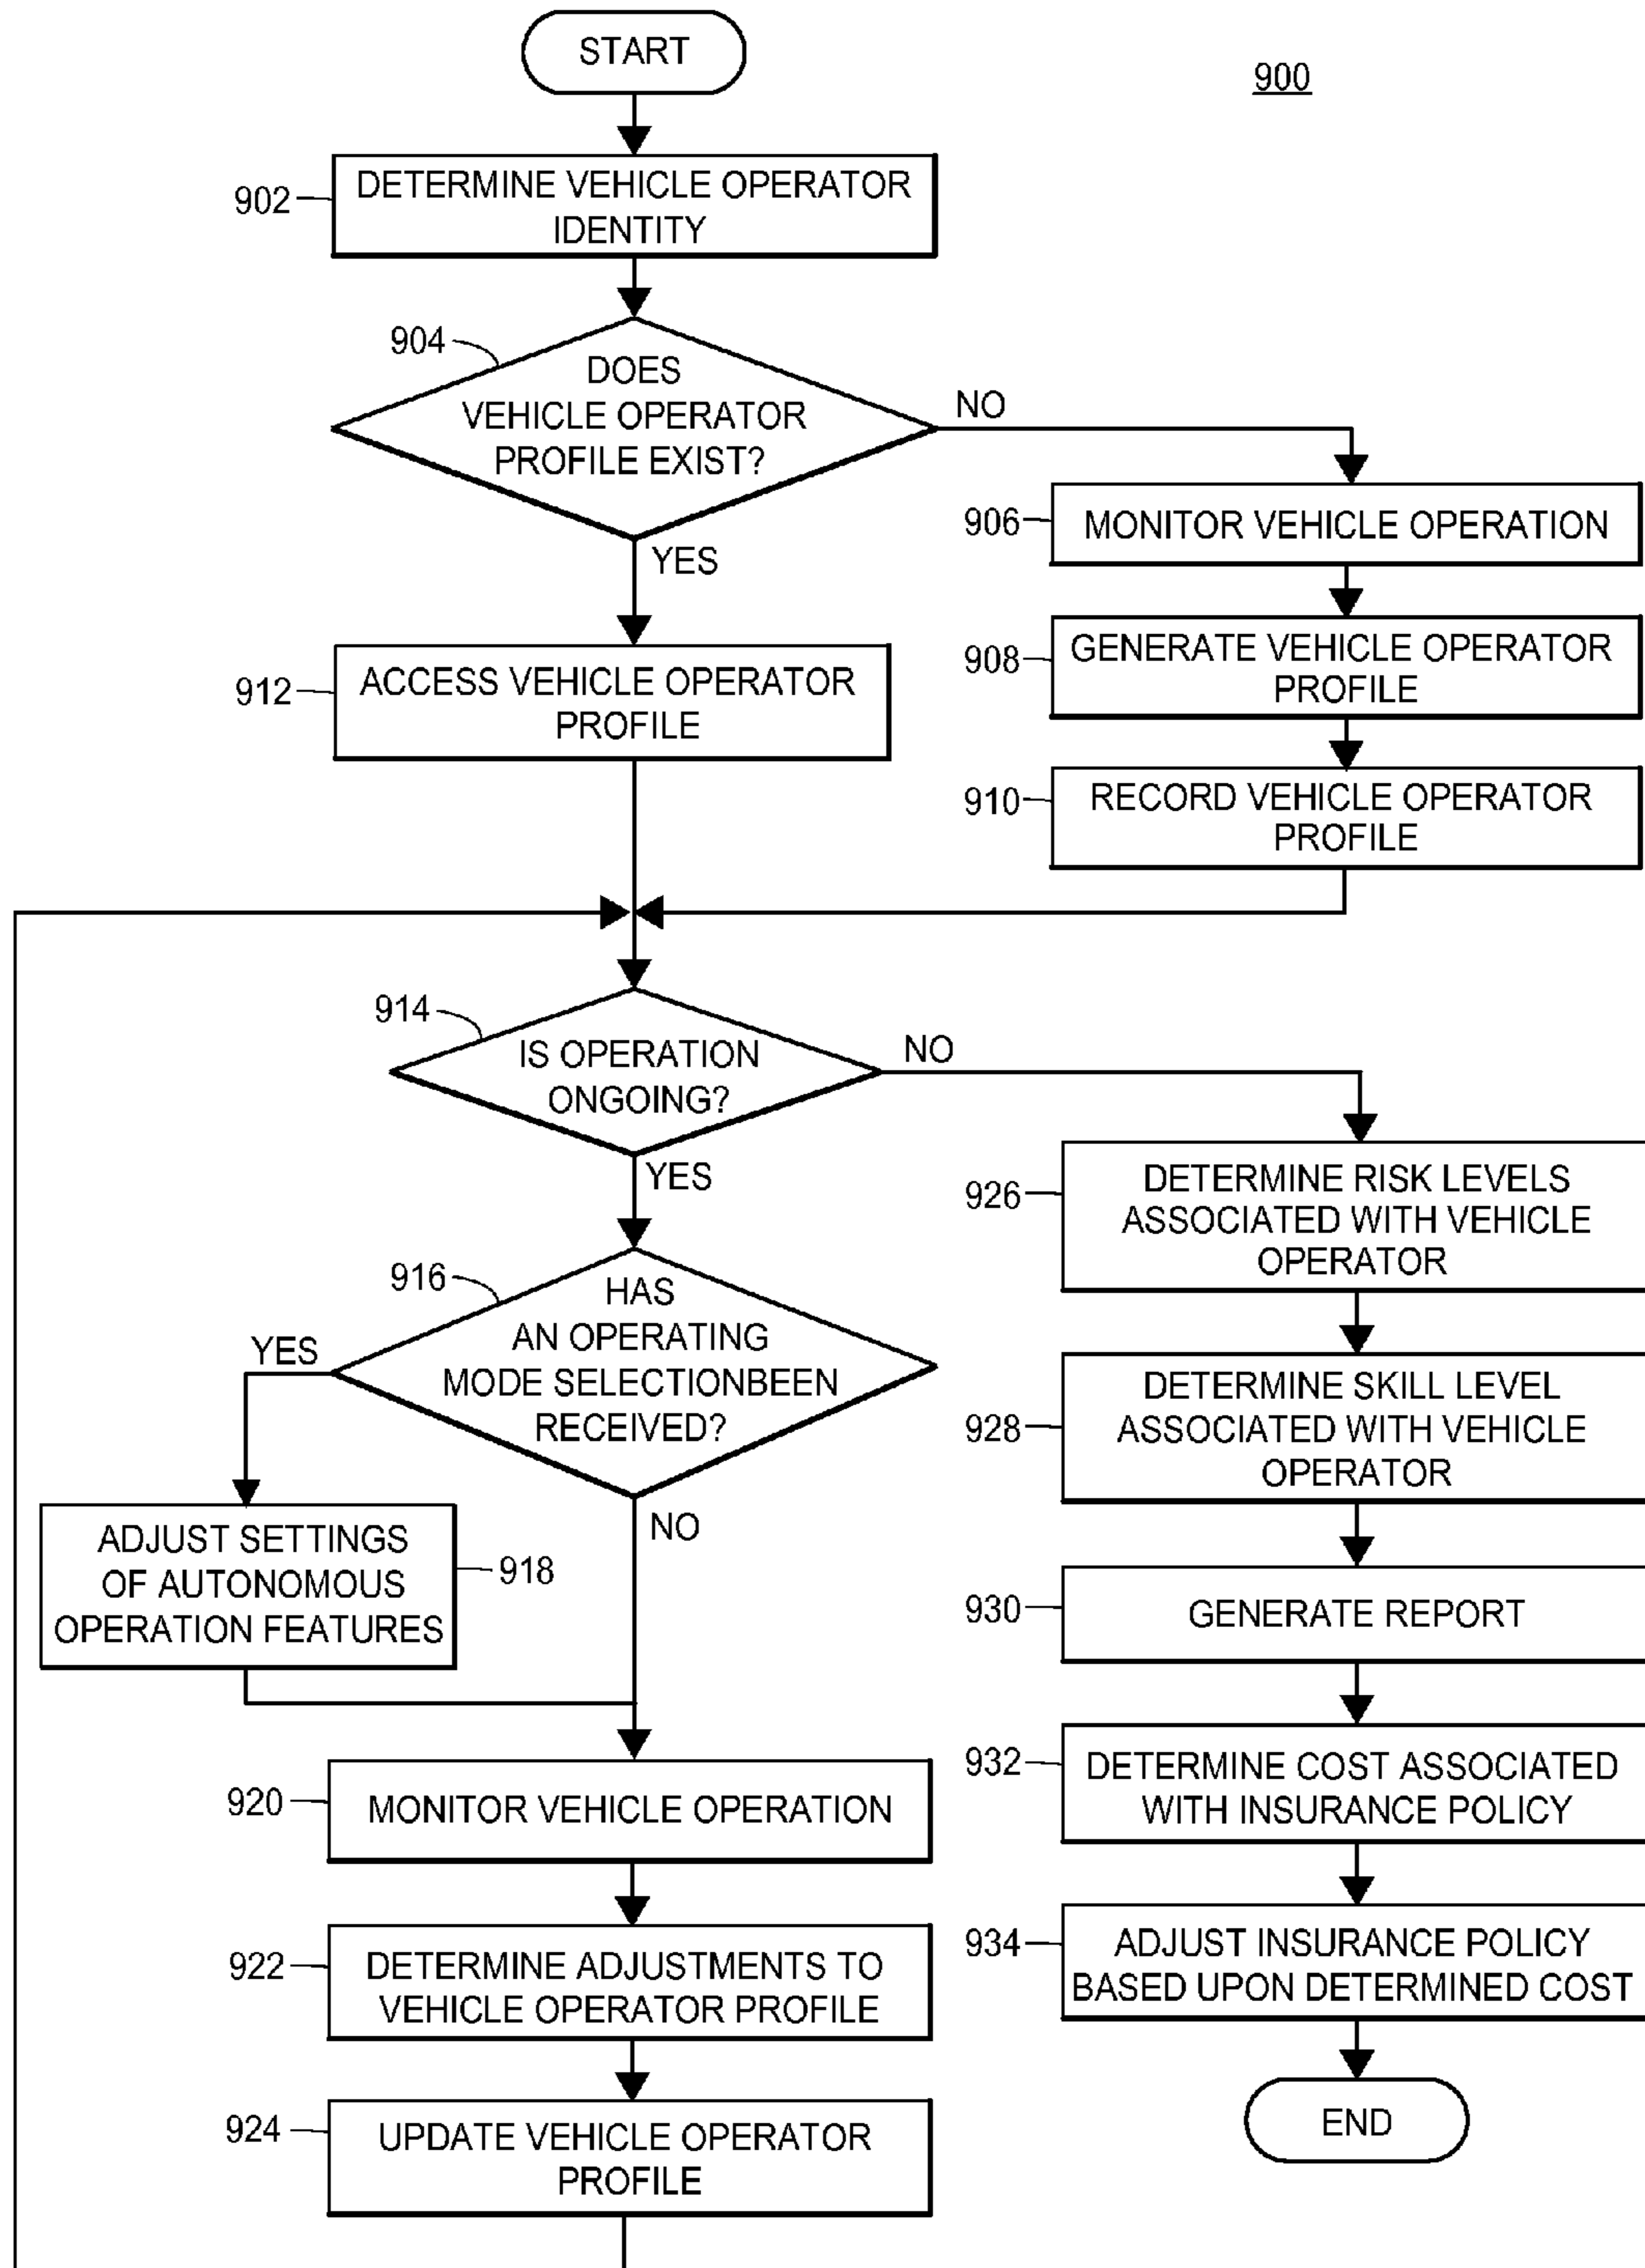 START
900
902
DETERMINE VEHICLE OPERATOR
IDENTITY
904
DOES
VEHICLE OPERATOR
PROFILE EXIST?
NO
YES
906
MONITOR VEHICLE OPERATION
908
GENERATE VEHICLE OPERATOR
PROFILE
910
RECORD VEHICLE OPERATOR
PROFILE
912
ACCESS VEHICLE OPERATOR
PROFILE
914
IS OPERATION
ONGOING?
NO
YES
916
HAS
AN OPERATING
MODE SELECTIONBEEN
RECEIVED?
YES
NO
ADJUST SETTINGS
OF AUTONOMOUS
OPERATION FEATURES
918
920
MONITOR VEHICLE OPERATION
922
DETERMINE ADJUSTMENTS TO
VEHICLE OPERATOR PROFILE
924
UPDATE VEHICLE OPERATOR
PROFILE
926
DETERMINE RISK LEVELS
ASSOCIATED WITH VEHICLE
OPERATOR
928
DETERMINE SKILL LEVEL
ASSOCIATED WITH VEHICLE
OPERATOR
930
GENERATE REPORT
932
DETERMINE COST ASSOCIATED
WITH INSURANCE POLICY
934
ADJUST INSURANCE POLICY
BASED UPON DETERMINED COST
END